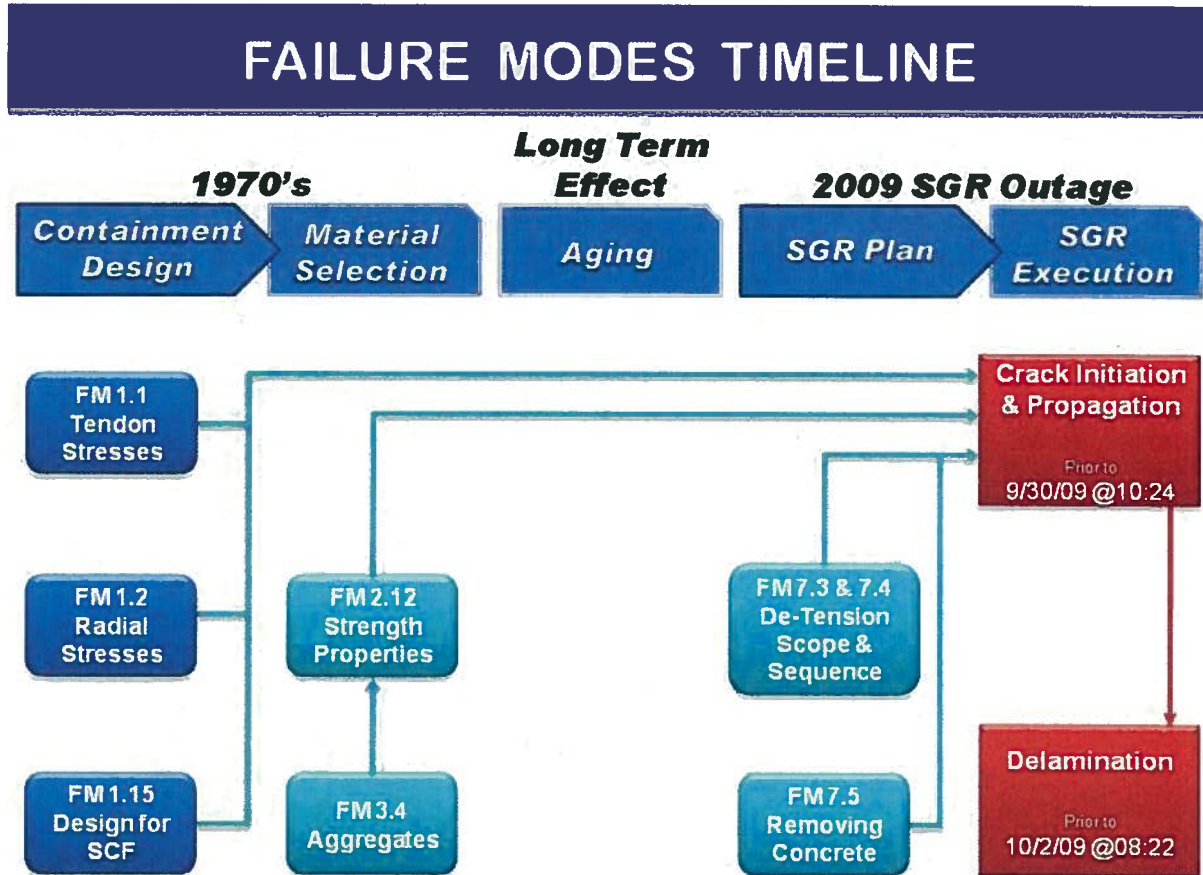 FAILURE MODES TIMELINE
1970's
Long Term
Effect
2009 SGR Outage
Containment
Design
Material
Selection
Aging
SGR Plan
SGR
Execution
FM 1.1
Tendon
Stresses
Crack Initiation
& Propagation
Prior to
9/30/09 @10:24
FM 1.2
Radial
Stresses
FM 2.12
Strength
Properties
FM 7.3 & 7.4
De-Tension
Scope &
Sequence
FM 1.15
Design for
SCF
FM 3.4
Aggregates
FM 7.5
Removing
Concrete
Delamination
Prior to
10/2/09 @08:22